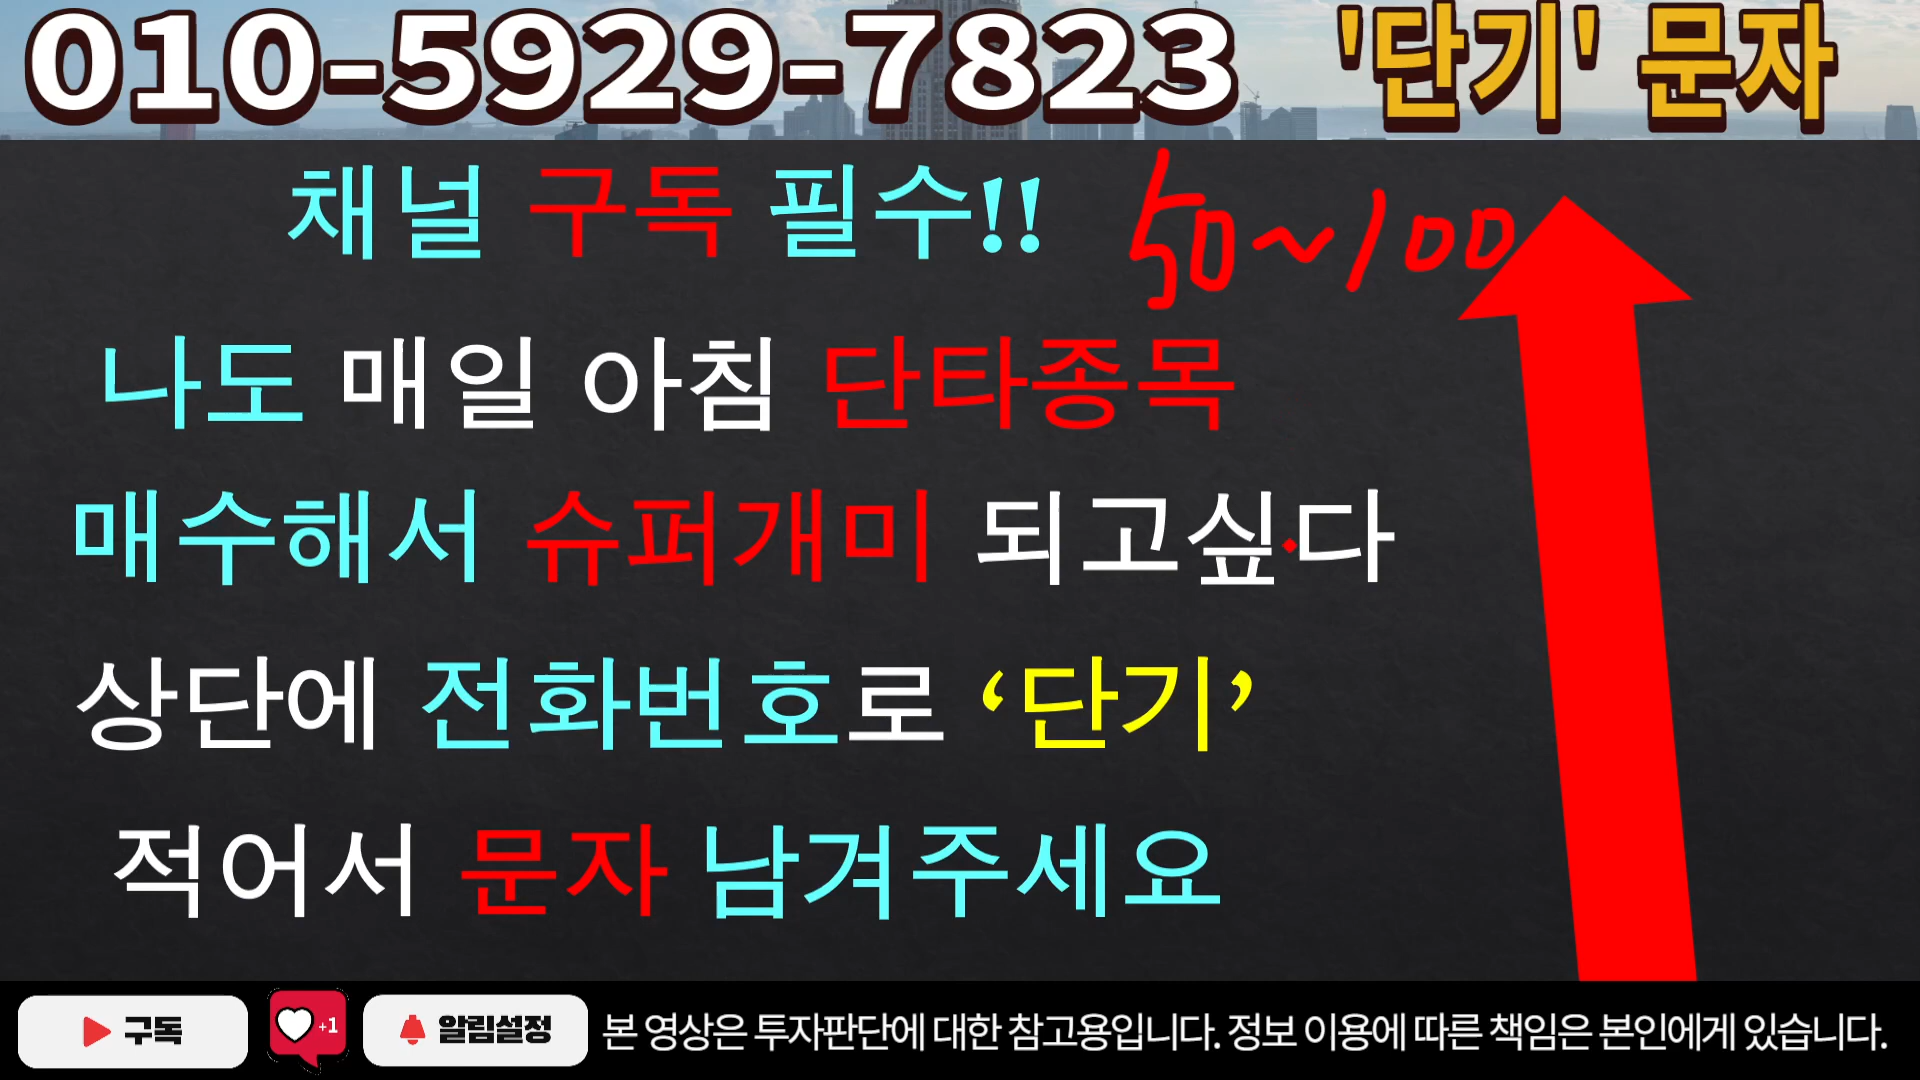 010-5929-7823 '단기' 문자
채널 구독 필수!! 50~100
나도 매일 아침 단타종목
매수해서 슈퍼개미 되고싶다
상단에 전화번호로 ‘단기’
적어서 문자 남겨주세요
구독 +1 알림설정 본 영상은 투자판단에 대한 참고용입니다. 정보 이용에 따른 책임은 본인에게 있습니다.